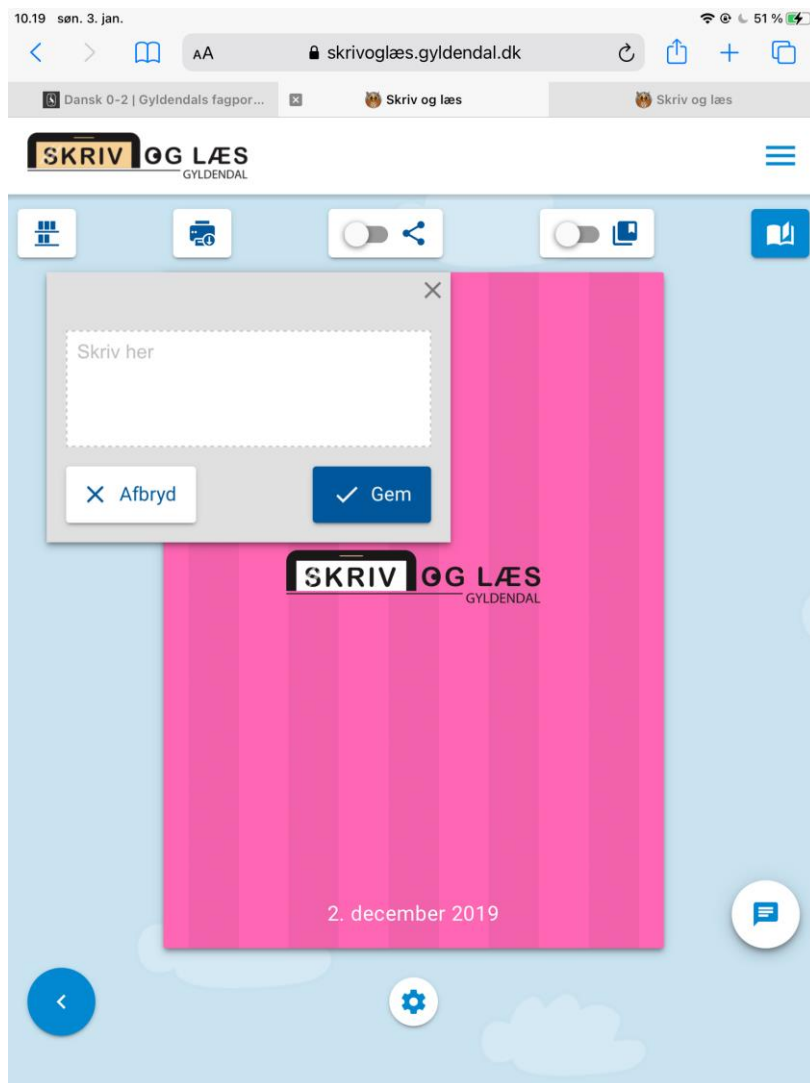 10.19 søn. 3. jan.
51 %
AA
skrivoglæs.gyldendal.dk
Dansk 0-2 | Gyldendals fagpor...
Skriv og læs
Skriv og læs
SKRIV OG LÆS
GYLDENDAL
Skriv her
Afbryd
Gem
SKRIV OG LÆS
GYLDENDAL
2. december 2019